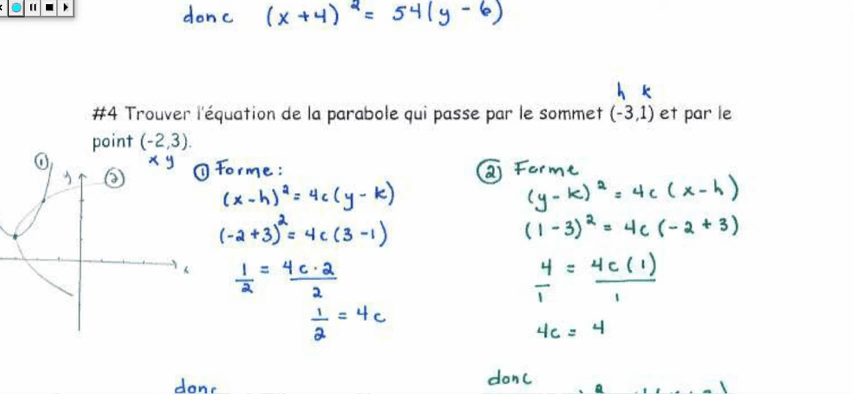 donc (x+4)² = 54(y-6)
h k
#4 Trouver l'équation de la parabole qui passe par le sommet (-3,1) et par le
point (-2,3).
x y
① ② y
x
① Forme:
(x-h)² = 4c(y-k)
(-2+3)² = 4c(3-1)
1/2 = 4c·2/2
1/2 = 4c
donc
② Forme
(y-k)² = 4c(x-h)
(1-3)² = 4c(-2+3)
4/1 = 4c(1)/1
4c = 4
donc